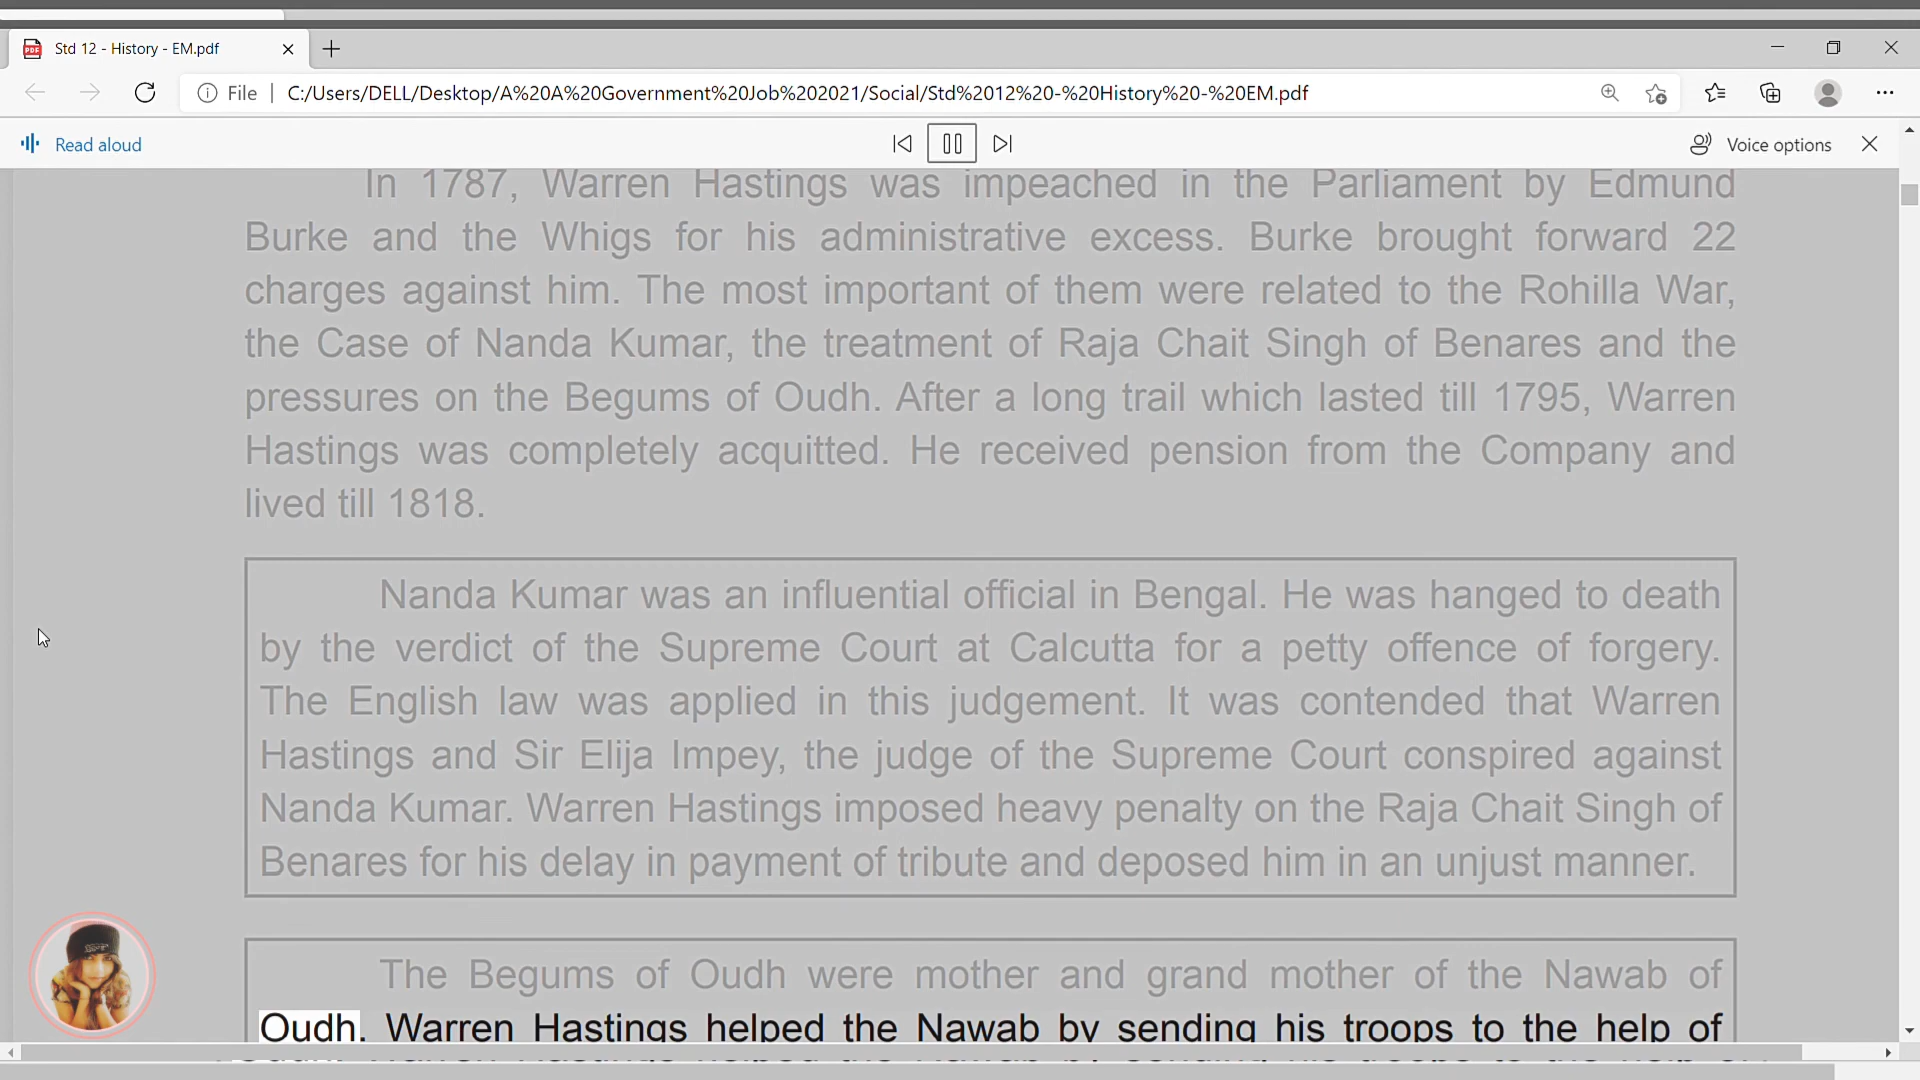 Std 12 - History - EM.pdf
File
C:/Users/DELL/Desktop/A%20A%20Government%20Job%202021/Social/Std%2012%20-%20History%20-%20EM.pdf
Read aloud
Voice options
In 1787, Warren Hastings was impeached in the Parliament by Edmund
Burke and the Whigs for his administrative excess. Burke brought forward 22
charges against him. The most important of them were related to the Rohilla War,
the Case of Nanda Kumar, the treatment of Raja Chait Singh of Benares and the
pressures on the Begums of Oudh. After a long trail which lasted till 1795, Warren
Hastings was completely acquitted. He received pension from the Company and
lived till 1818.
Nanda Kumar was an influential official in Bengal. He was hanged to death
by the verdict of the Supreme Court at Calcutta for a petty offence of forgery.
The English law was applied in this judgement. It was contended that Warren
Hastings and Sir Elija Impey, the judge of the Supreme Court conspired against
Nanda Kumar. Warren Hastings imposed heavy penalty on the Raja Chait Singh of
Benares for his delay in payment of tribute and deposed him in an unjust manner.
The Begums of Oudh were mother and grand mother of the Nawab of
Oudh. Warren Hastings helped the Nawab by sending his troops to the help of